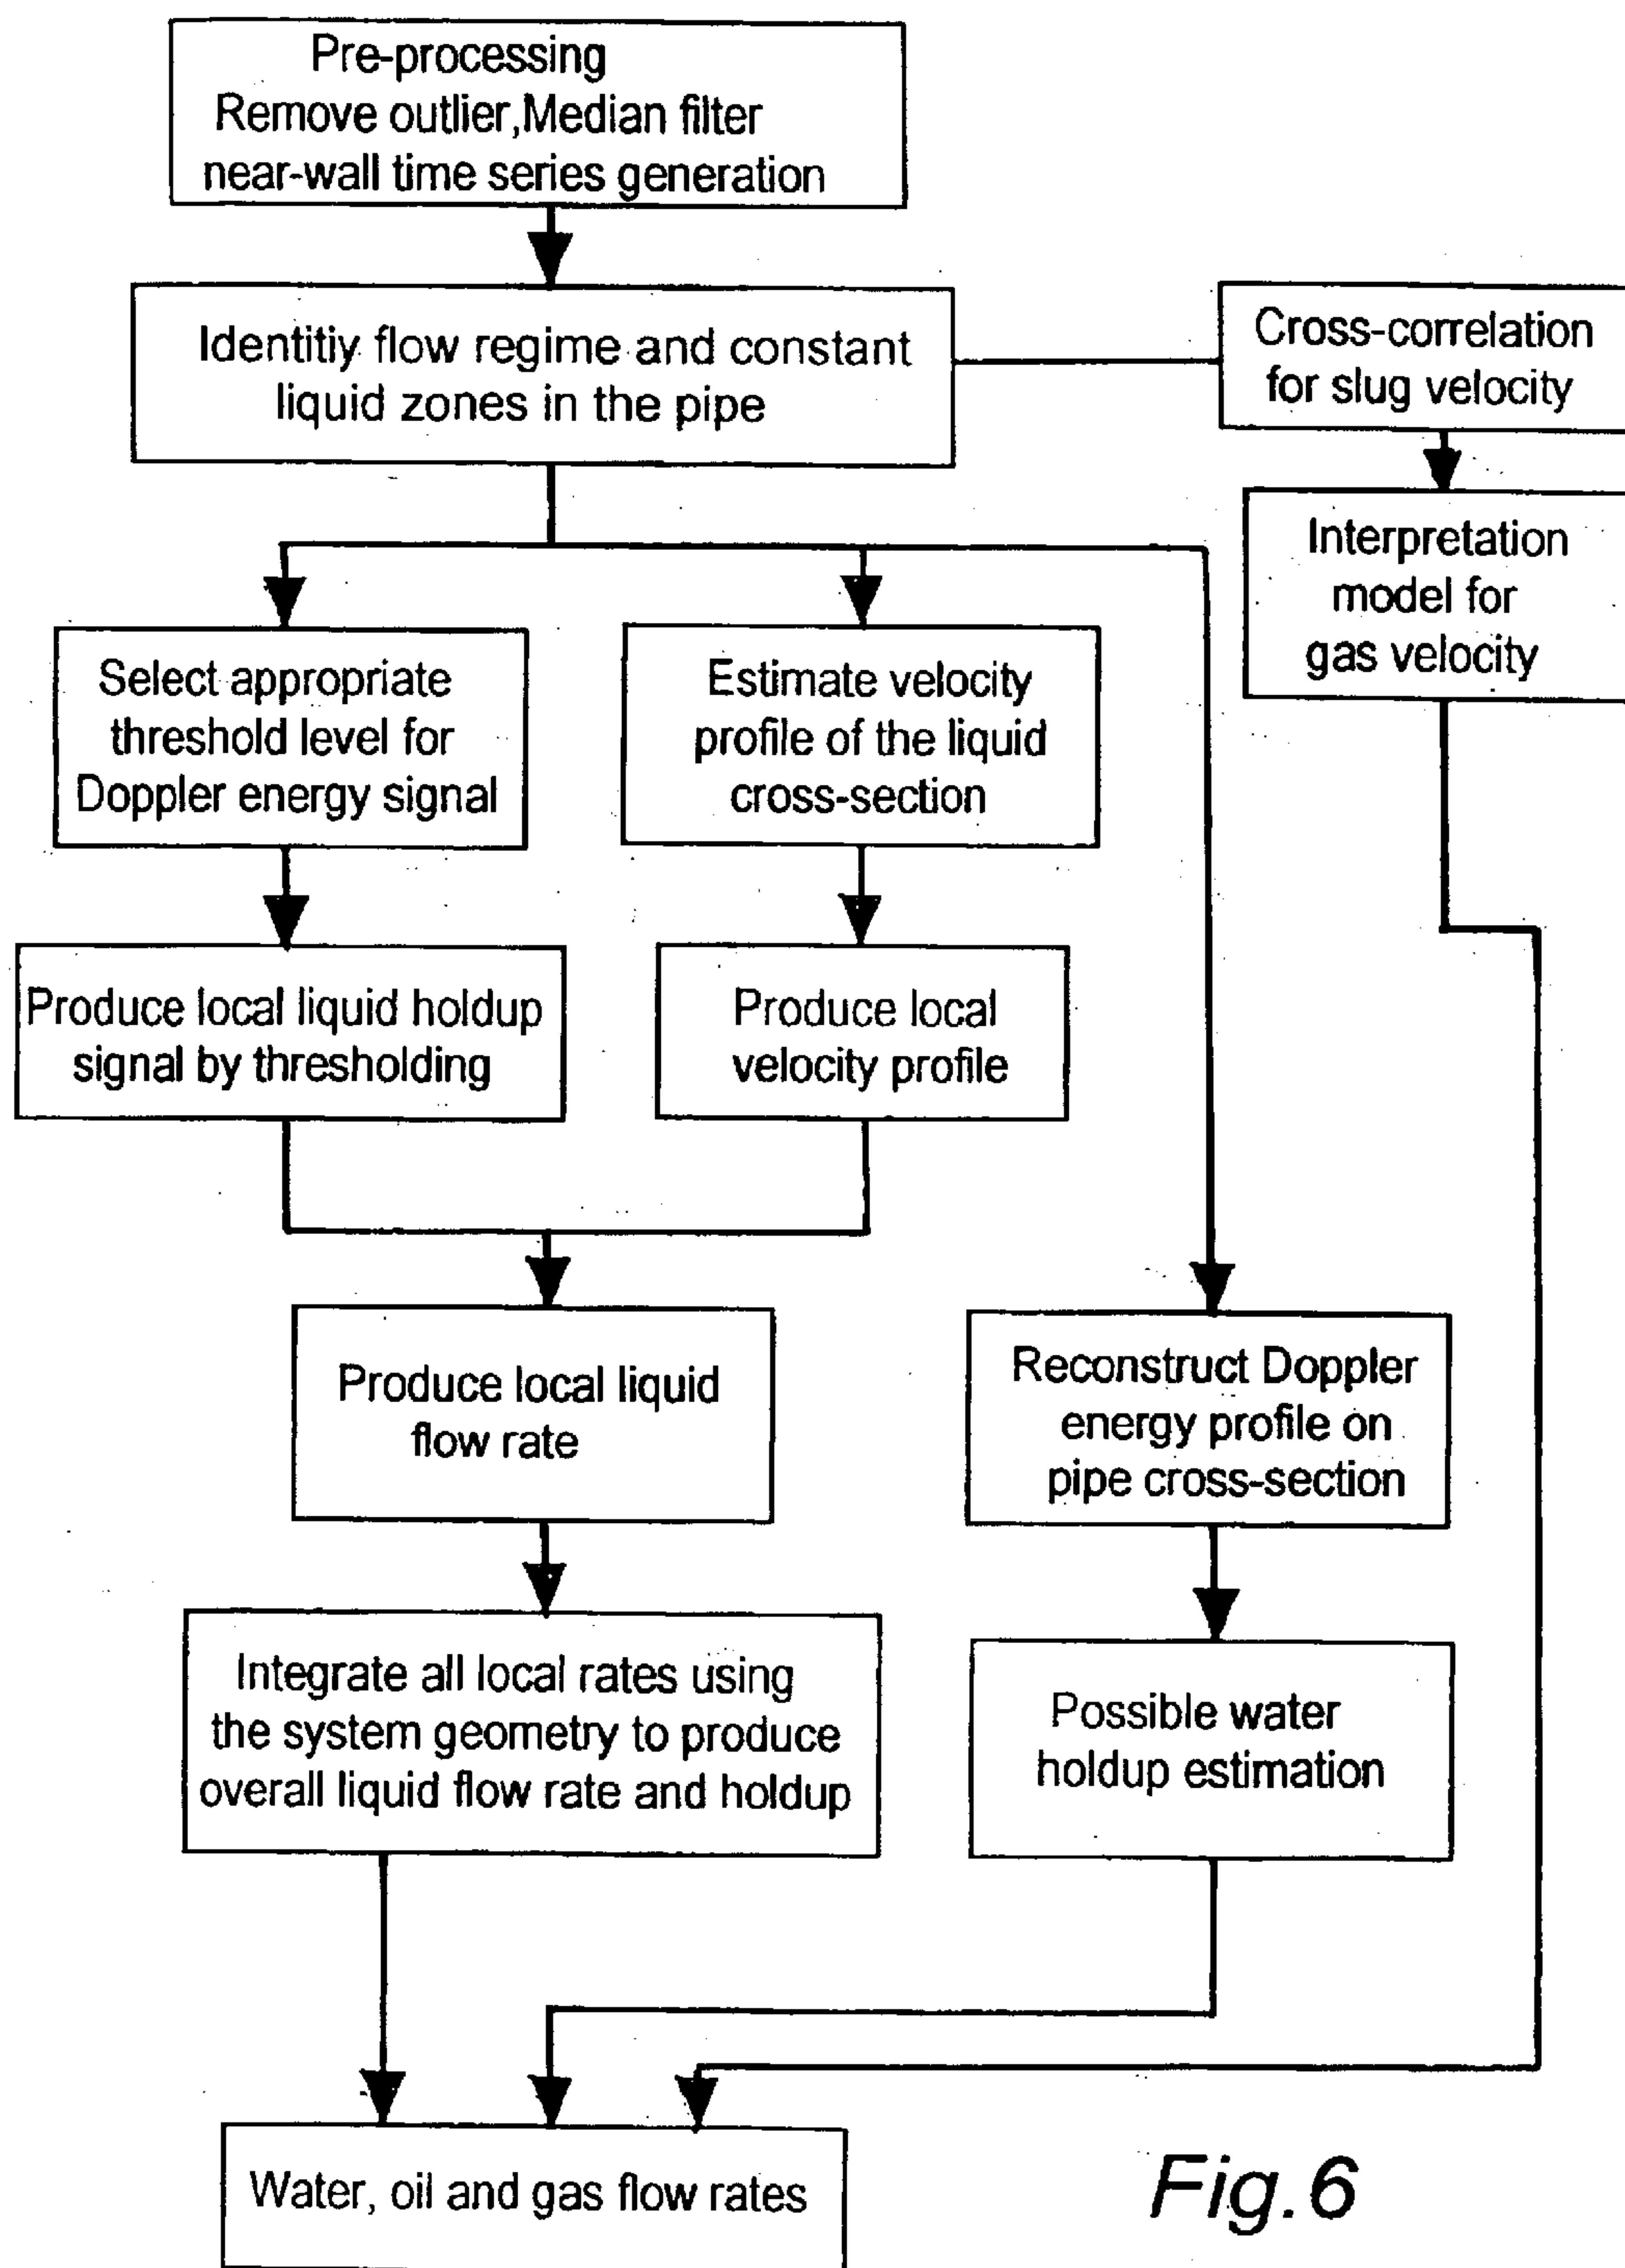 Pre-processing
Remove outlier,Median filter
near-wall time series generation
Identitiy flow regime and constant
liquid zones in the pipe
Cross-correlation
for slug velocity
Interpretation
model for
gas velocity
Select appropriate
threshold level for
Doppler energy signal
Estimate velocity
profile of the liquid
cross-section
Produce local liquid holdup
signal by thresholding
Produce local
velocity profile
Produce local liquid
flow rate
Reconstruct Doppler
energy profile on
pipe cross-section
Integrate all local rates using
the system geometry to produce
overall liquid flow rate and holdup
Possible water
holdup estimation
Water, oil and gas flow rates
Fig.6